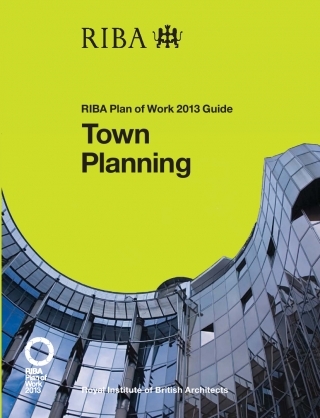 RIBA
RIBA Plan of Work 2013 Guide
Town
Planning
RIBA
Plan of
Work
2013
Royal Institute of British Architects